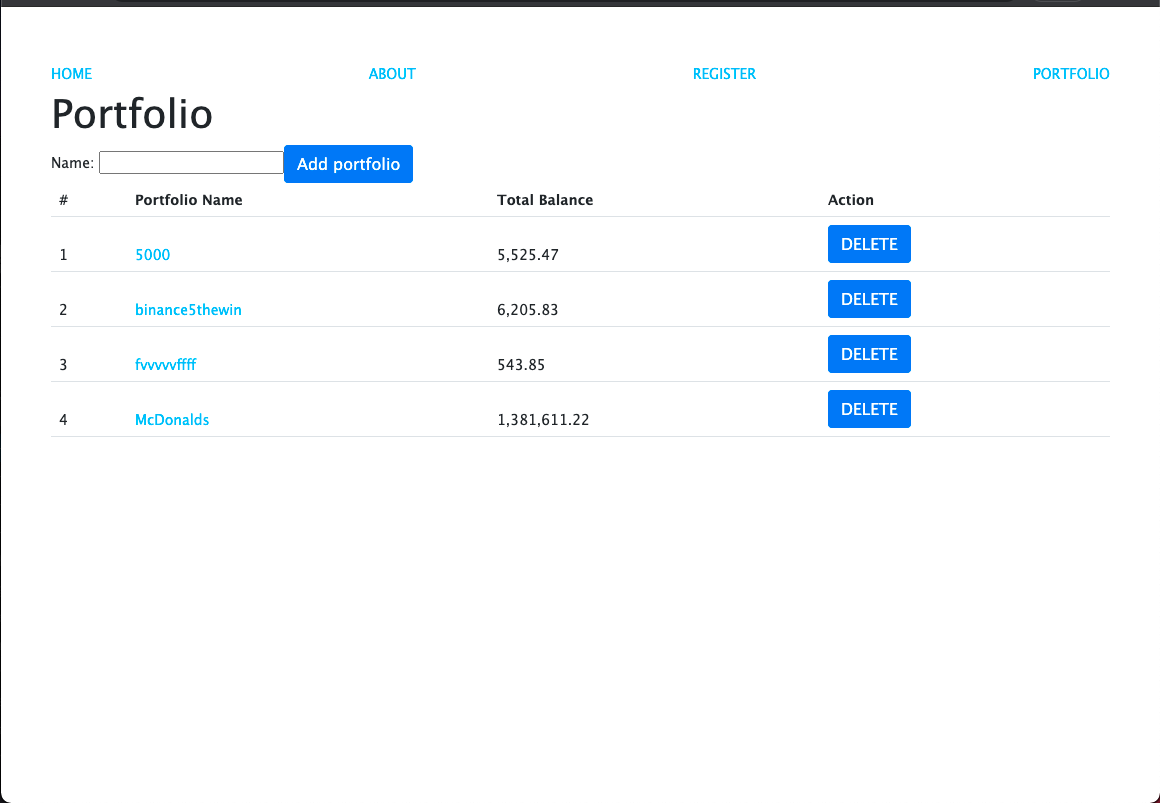 HOME ABOUT REGISTER PORTFOLIO
Portfolio
Name: Add portfolio
# Portfolio Name Total Balance Action
1 5000 5,525.47 DELETE
2 binance5thewin 6,205.83 DELETE
3 fvvvvvffff 543.85 DELETE
4 McDonalds 1,381,611.22 DELETE